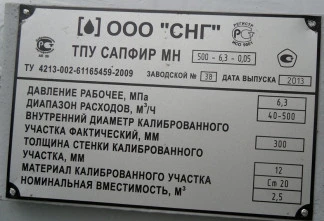 ООО "СНГ"
ТПУ САПФИР МН 500 - 6,3 - 0,05
ТУ 4213-002-61165459-2009 ЗАВОДСКОЙ № 38 ДАТА ВЫПУСКА 2013
ДАВЛЕНИЕ РАБОЧЕЕ, МПа 6,3
ДИАПАЗОН РАСХОДОВ, М³/Ч 40-500
ВНУТРЕННИЙ ДИАМЕТР КАЛИБРОВАННОГО
УЧАСТКА ФАКТИЧЕСКИЙ, ММ 300
ТОЛЩИНА СТЕНКИ КАЛИБРОВАННОГО
УЧАСТКА, ММ 12
МАТЕРИАЛ КАЛИБРОВАННОГО УЧАСТКА Ст 20
НОМИНАЛЬНАЯ ВМЕСТИМОСТЬ, М³ 2,5